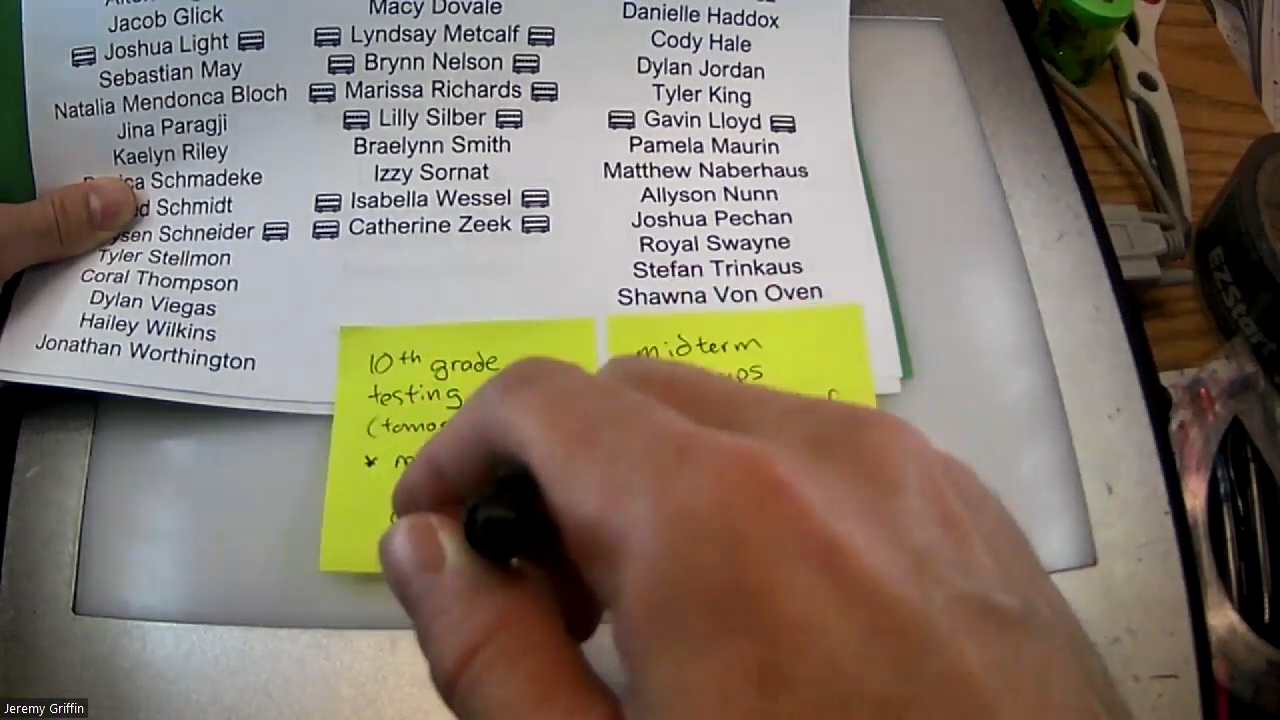 Jacob Glick
Joshua Light
Sebastian May
Natalia Mendonca Bloch
Jina Paragji
Kaelyn Riley
Schmadeke
Schmidt
Schneider
Tyler Stellmon
Coral Thompson
Dylan Viegas
Hailey Wilkins
Jonathan Worthington
Macy Dovale
Lyndsay Metcalf
Brynn Nelson
Marissa Richards
Lilly Silber
Braelynn Smith
Izzy Sornat
Isabella Wessel
Catherine Zeek
Danielle Haddox
Cody Hale
Dylan Jordan
Tyler King
Gavin Lloyd
Pamela Maurin
Matthew Naberhaus
Allyson Nunn
Joshua Pechan
Royal Swayne
Stefan Trinkaus
Shawna Von Oven
10th grade
testing
midterm
EZStart
Jeremy Griffin